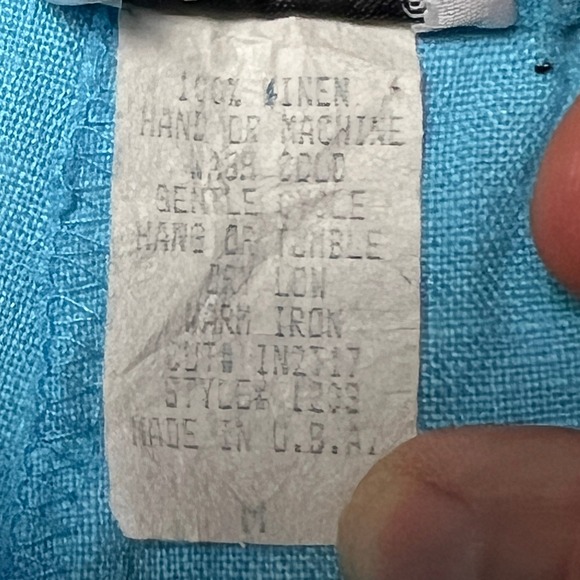 100% LINEN
HAND OR MACHINE
WASH COLD
GENTLE CYCLE
HANG OR TUMBLE
DRY LOW
WARM IRON
CUT# IN2717
STYLE#
MADE IN U.S.A.
M